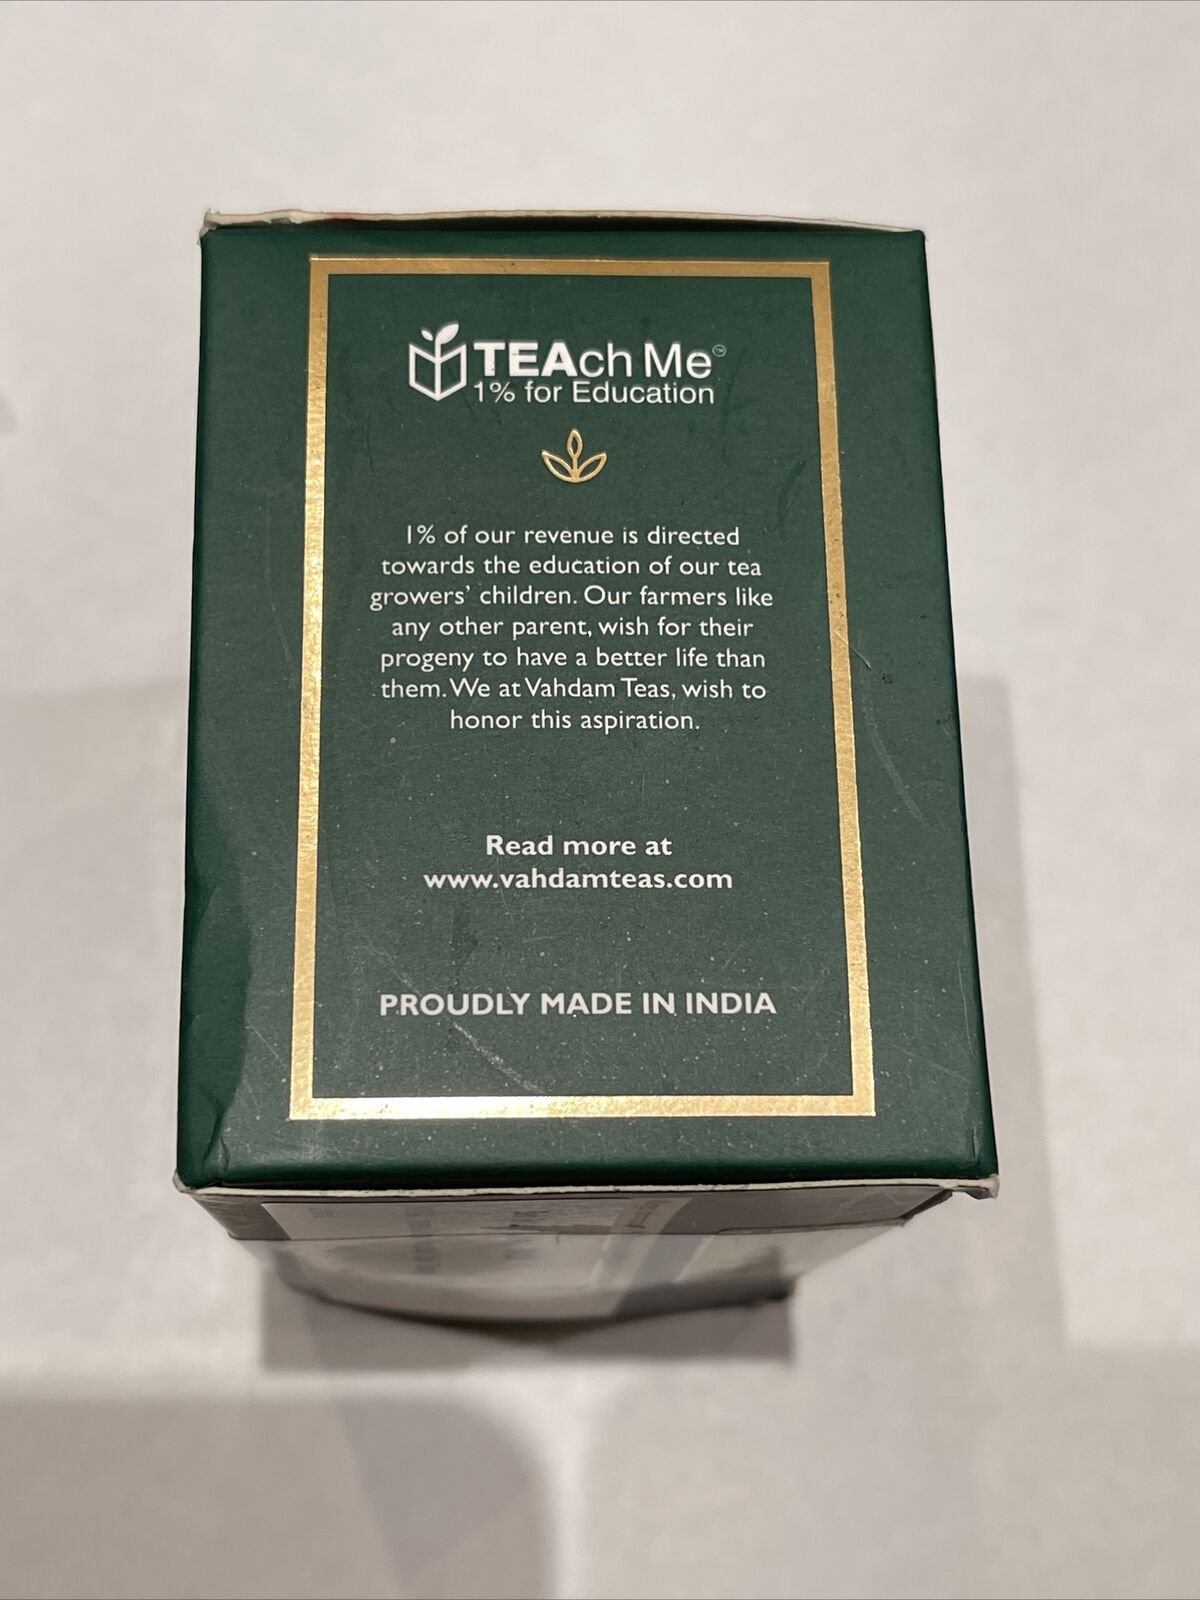 TEAch Me™
1% for Education
1% of our revenue is directed
towards the education of our tea
growers' children. Our farmers like
any other parent, wish for their
progeny to have a better life than
them. We at Vahdam Teas, wish to
honor this aspiration.
Read more at
www.vahdamteas.com
PROUDLY MADE IN INDIA